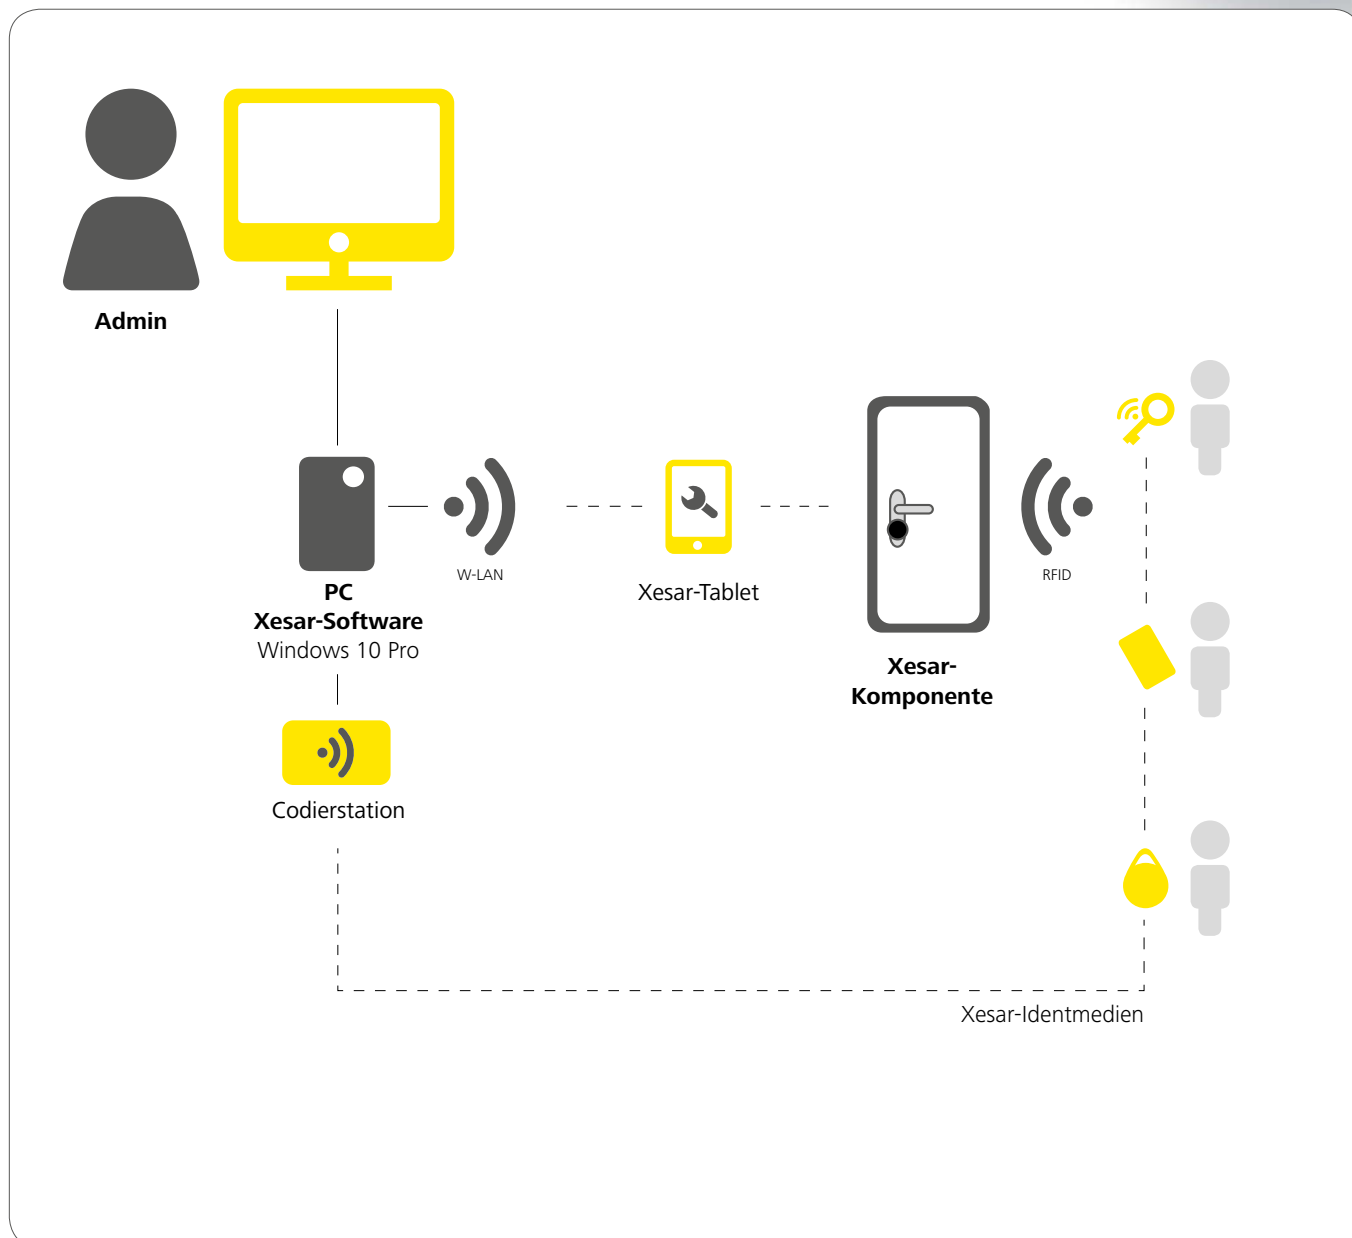 Admin
W-LAN
RFID
PC
Xesar-Software
Windows 10 Pro
Xesar-Tablet
Xesar-
Komponente
Codierstation
Xesar-Identmedien